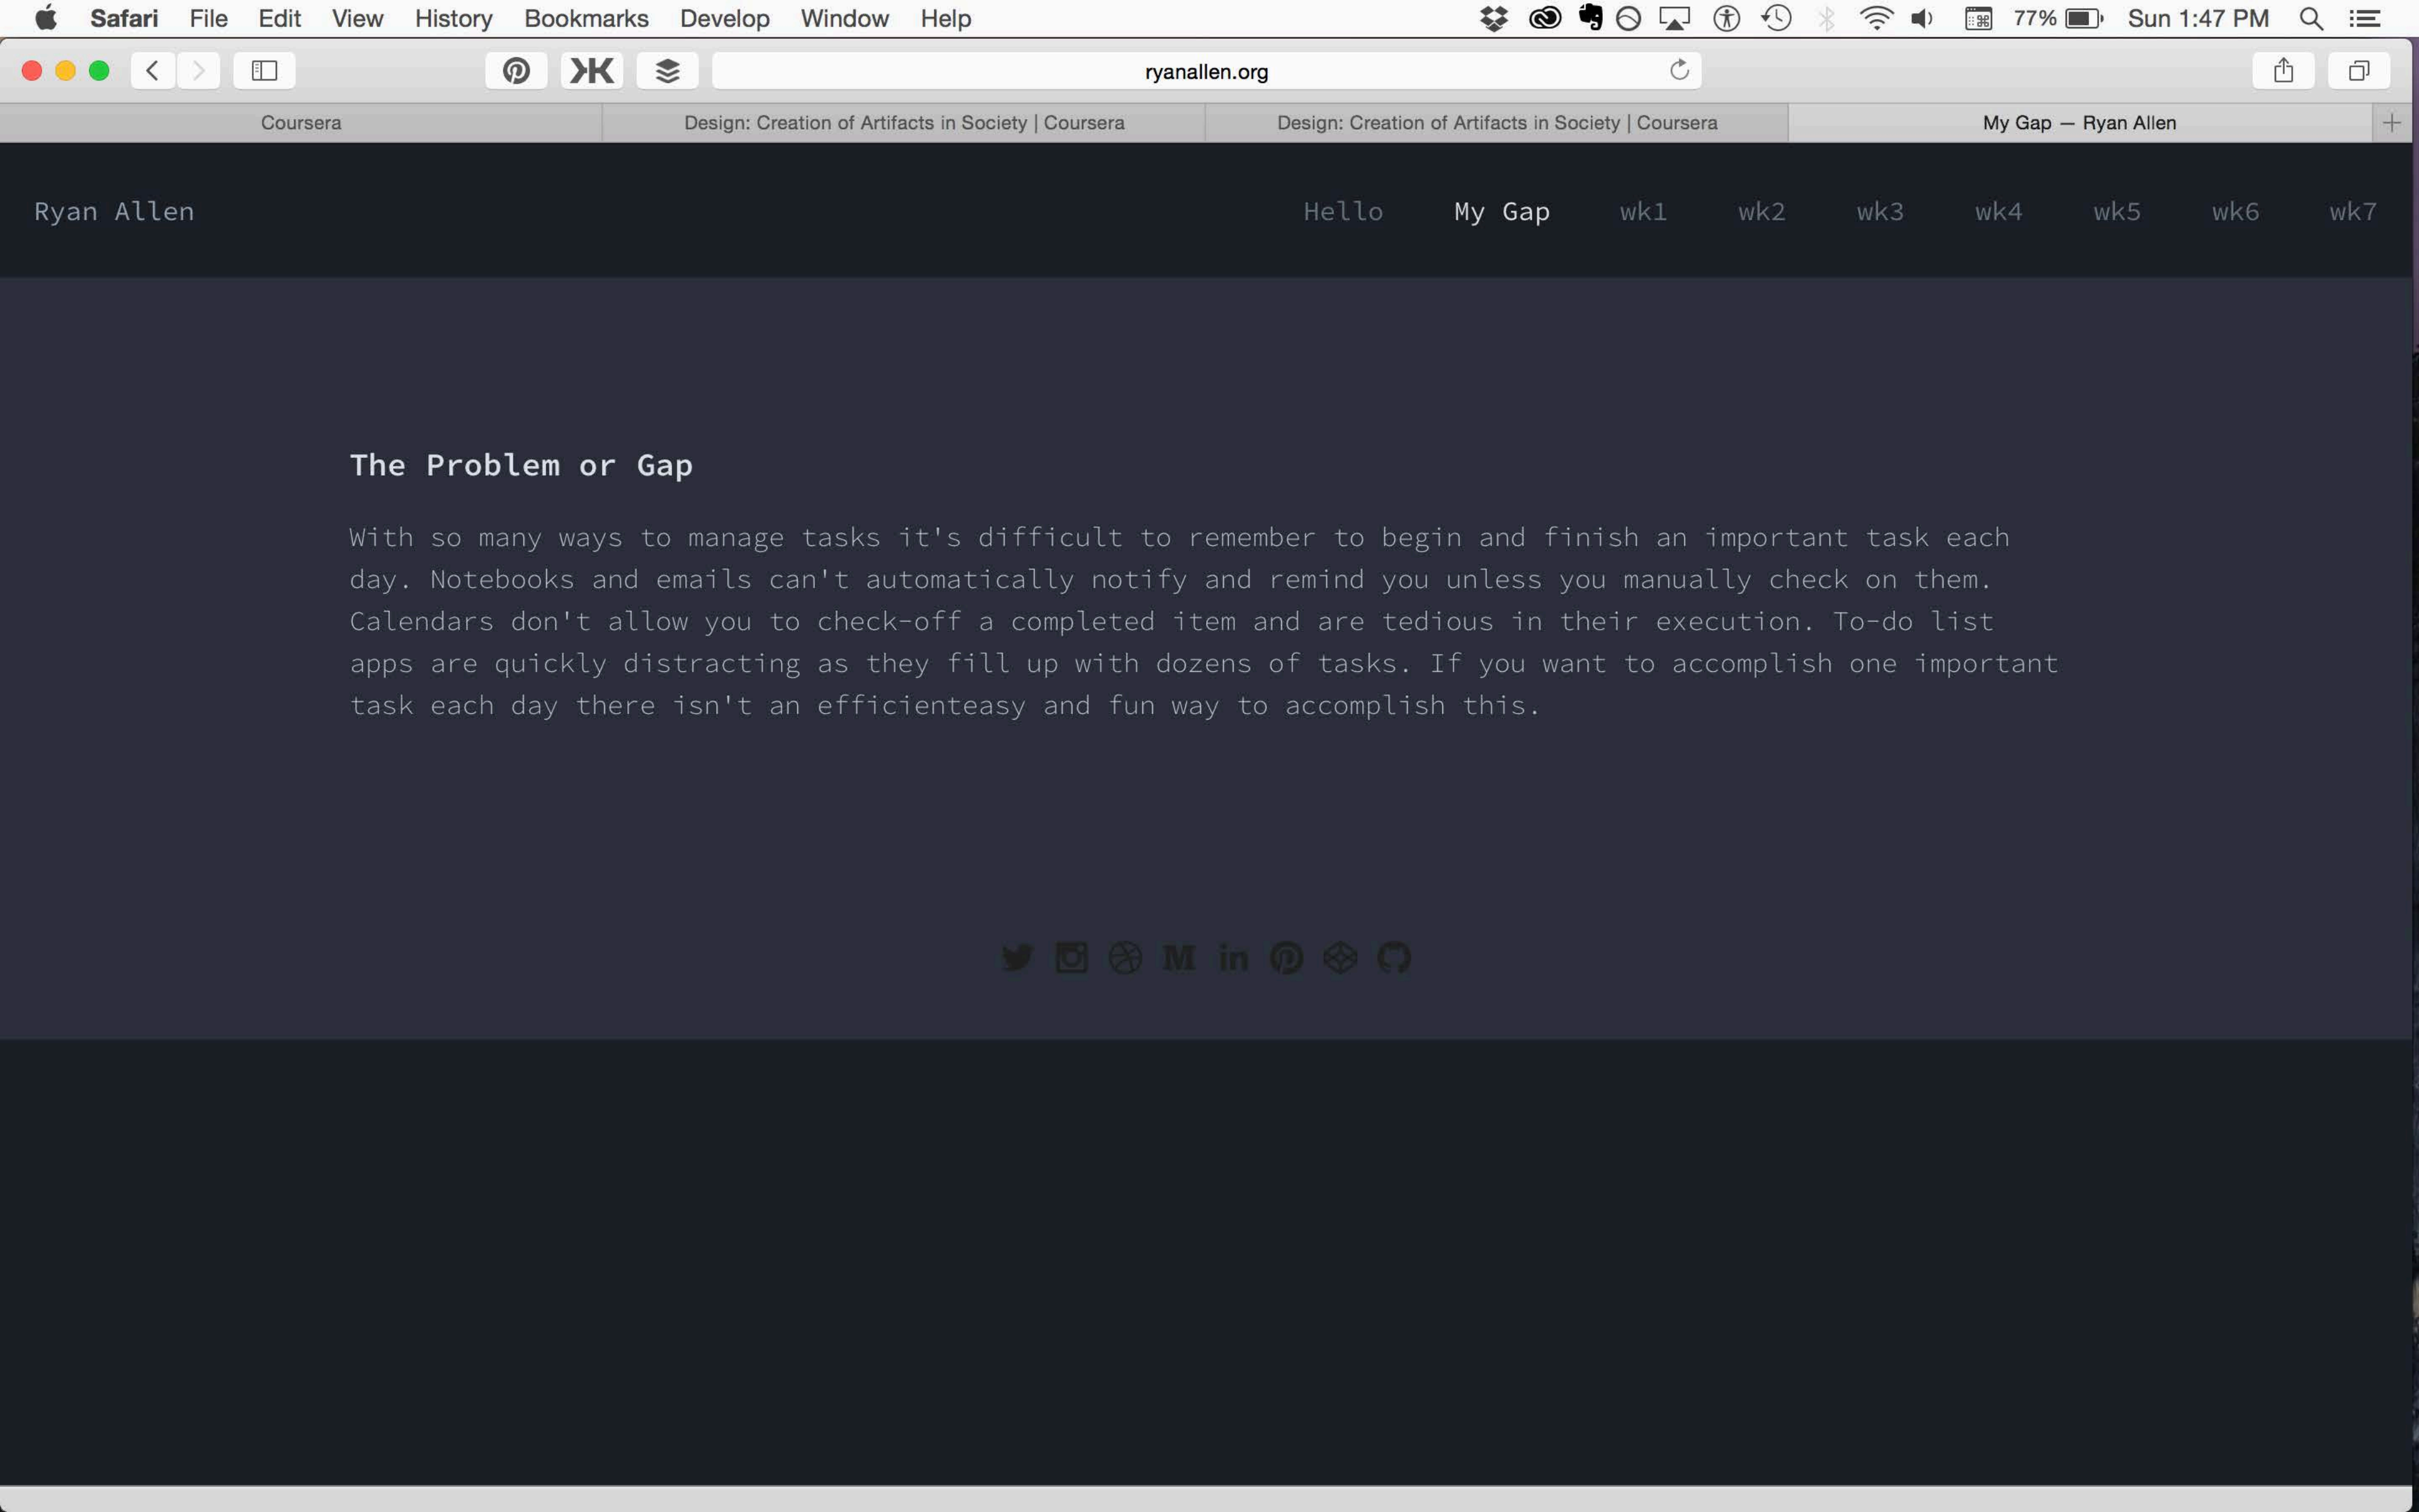 Safari File Edit View History Bookmarks Develop Window Help 77% Sun 1:47 PM
ryanallen.org
Coursera Design: Creation of Artifacts in Society | Coursera Design: Creation of Artifacts in Society | Coursera My Gap — Ryan Allen
Ryan Allen Hello My Gap wk1 wk2 wk3 wk4 wk5 wk6 wk7
The Problem or Gap
With so many ways to manage tasks it's difficult to remember to begin and finish an important task each
day. Notebooks and emails can't automatically notify and remind you unless you manually check on them.
Calendars don't allow you to check-off a completed item and are tedious in their execution. To-do list
apps are quickly distracting as they fill up with dozens of tasks. If you want to accomplish one important
task each day there isn't an efficienteasy and fun way to accomplish this.